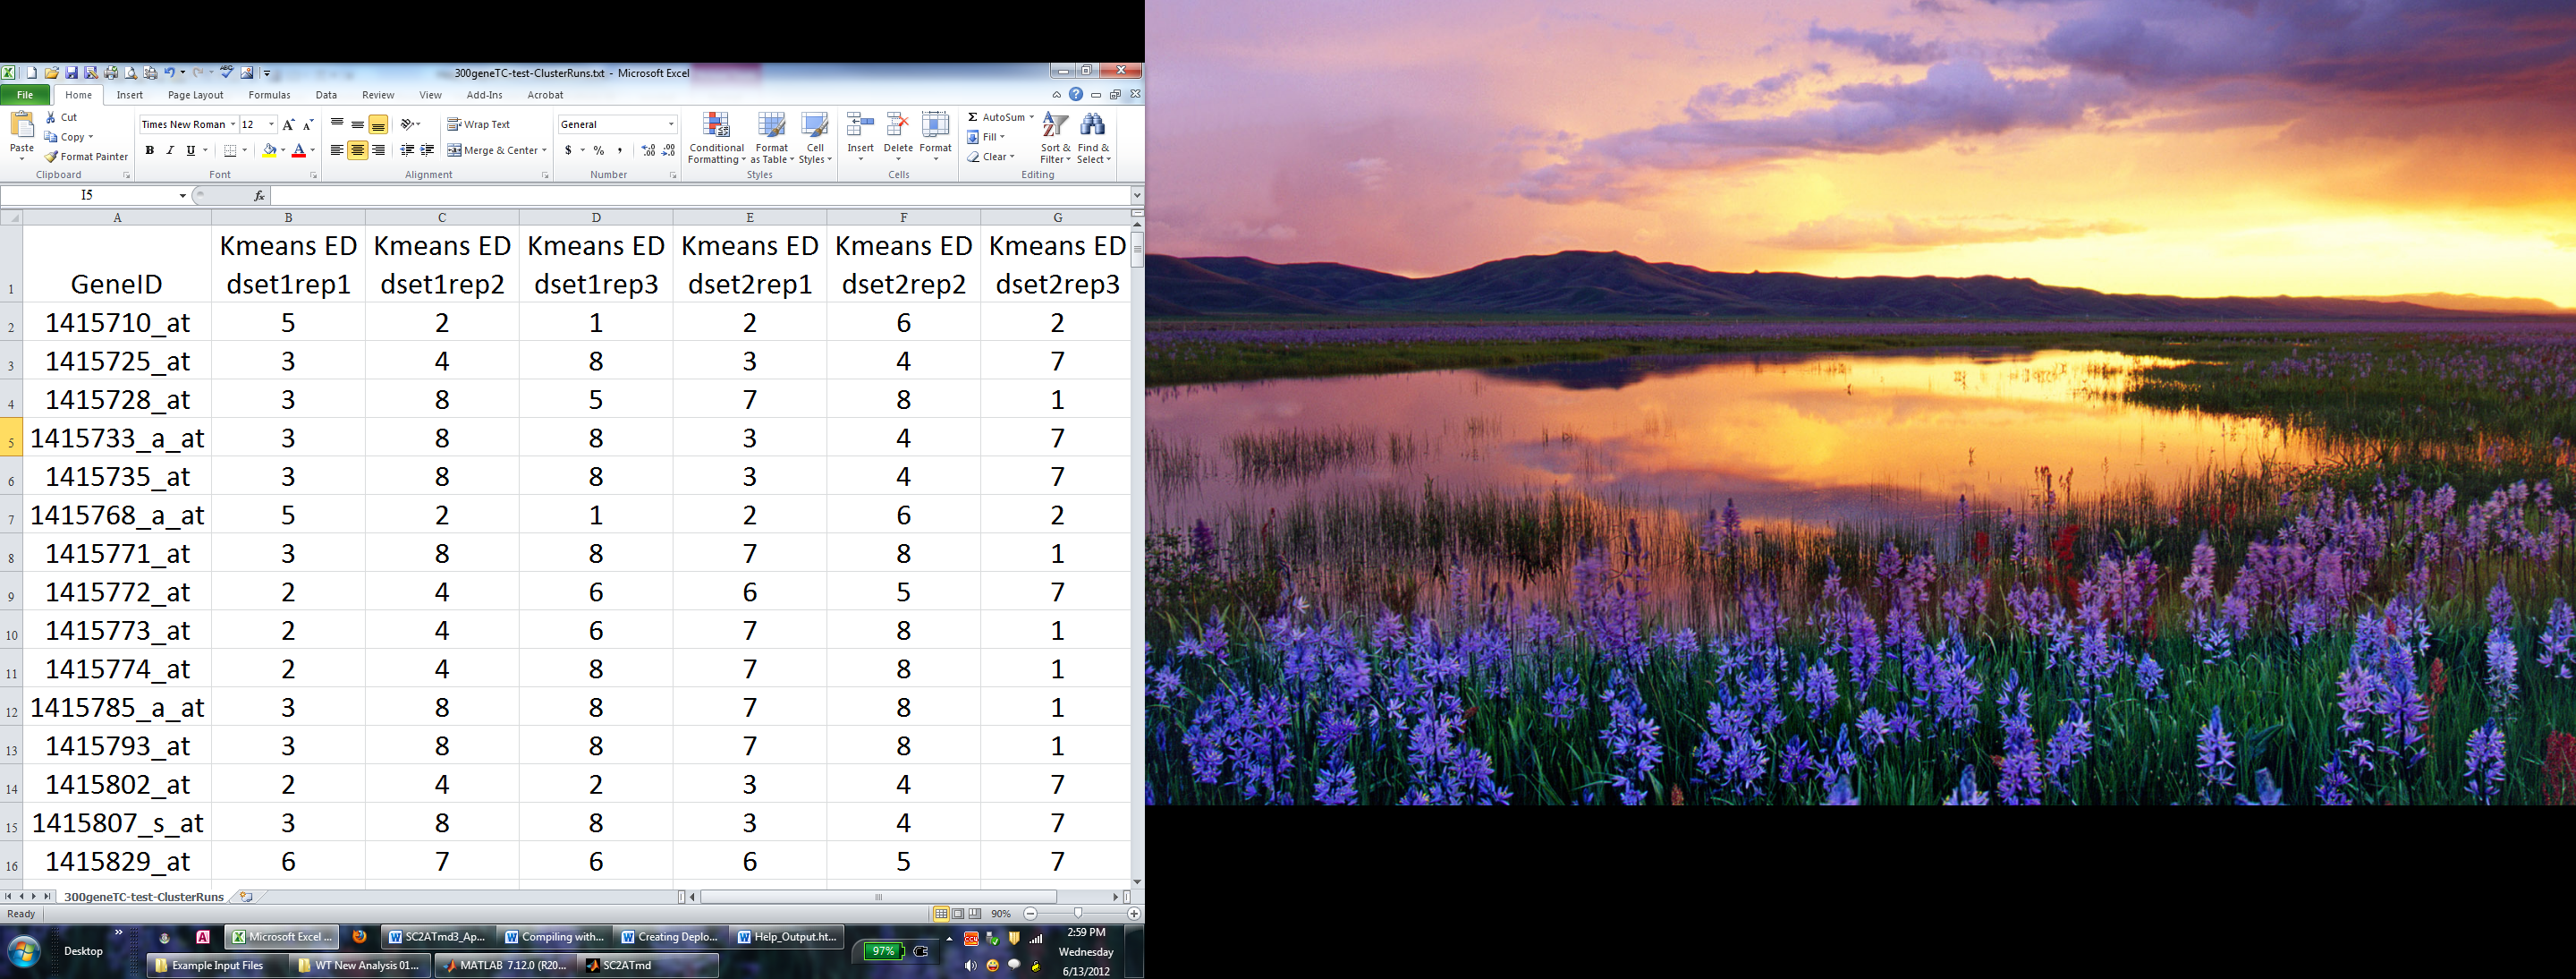 300geneTC-test-ClusterRuns.txt - Microsoft Excel
File Home Insert Page Layout Formulas Data Review View Add-Ins Acrobat
Paste
Cut
Copy
Format Painter
Clipboard
Times New Roman 12
B I U
Font
Wrap Text
Merge & Center
Alignment
General
$ % ,
Number
Conditional Formatting
Format as Table
Cell Styles
Styles
Insert Delete Format
Cells
Σ AutoSum
Fill
Clear
Sort & Filter
Find & Select
Editing
I5 fx
A B C D E F G
Kmeans ED Kmeans ED Kmeans ED Kmeans ED Kmeans ED Kmeans ED
1 GeneID dset1rep1 dset1rep2 dset1rep3 dset2rep1 dset2rep2 dset2rep3
2 1415710_at 5 2 1 2 6 2
3 1415725_at 3 4 8 3 4 7
4 1415728_at 3 8 5 7 8 1
5 1415733_a_at 3 8 8 3 4 7
6 1415735_at 3 8 8 3 4 7
7 1415768_a_at 5 2 1 2 6 2
8 1415771_at 3 8 8 7 8 1
9 1415772_at 2 4 6 6 5 7
10 1415773_at 2 4 6 7 8 1
11 1415774_at 2 4 8 7 8 1
12 1415785_a_at 3 8 8 7 8 1
13 1415793_at 3 8 8 7 8 1
14 1415802_at 2 4 2 3 4 7
15 1415807_s_at 3 8 8 3 4 7
16 1415829_at 6 7 6 6 5 7
300geneTC-test-ClusterRuns
Ready 90%
Desktop » Microsoft Excel ... SC2ATmd3_Ap... Compiling with... Creating Deplo... Help_Output.ht... 97% 2:59 PM
Wednesday
Example Input Files WT New Analysis 01... MATLAB 7.12.0 (R20... SC2ATmd 6/13/2012